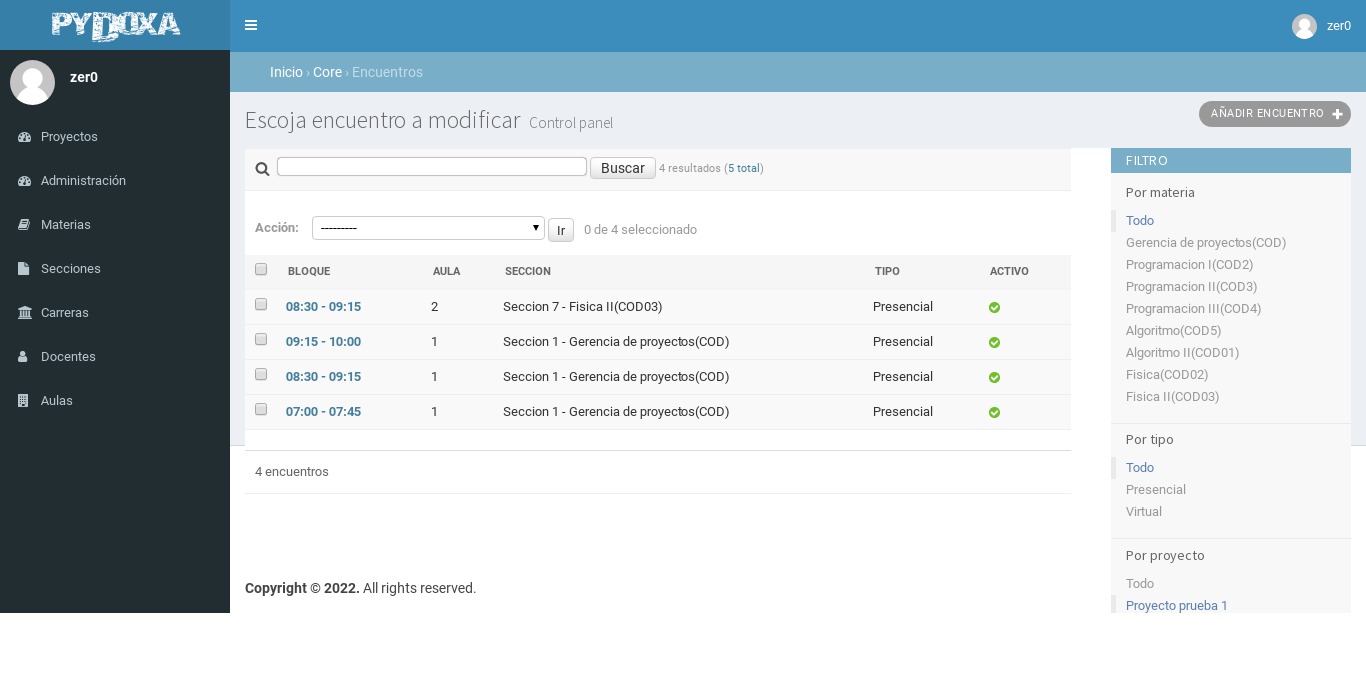 PYDOXA
zer0
Inicio › Core › Encuentros
zer0
Proyectos
Administración
Materias
Secciones
Carreras
Docentes
Aulas
Escoja encuentro a modificar Control panel
AÑADIR ENCUENTRO
Buscar 4 resultados (5 total)
Acción: --------- Ir 0 de 4 seleccionado
BLOQUE AULA SECCION TIPO ACTIVO
08:30 - 09:15 2 Seccion 7 - Fisica II(COD03) Presencial
09:15 - 10:00 1 Seccion 1 - Gerencia de proyectos(COD) Presencial
08:30 - 09:15 1 Seccion 1 - Gerencia de proyectos(COD) Presencial
07:00 - 07:45 1 Seccion 1 - Gerencia de proyectos(COD) Presencial
4 encuentros
FILTRO
Por materia
Todo
Gerencia de proyectos(COD)
Programacion I(COD2)
Programacion II(COD3)
Programacion III(COD4)
Algoritmo(COD5)
Algoritmo II(COD01)
Fisica(COD02)
Fisica II(COD03)
Por tipo
Todo
Presencial
Virtual
Por proyecto
Todo
Proyecto prueba 1
Copyright © 2022. All rights reserved.